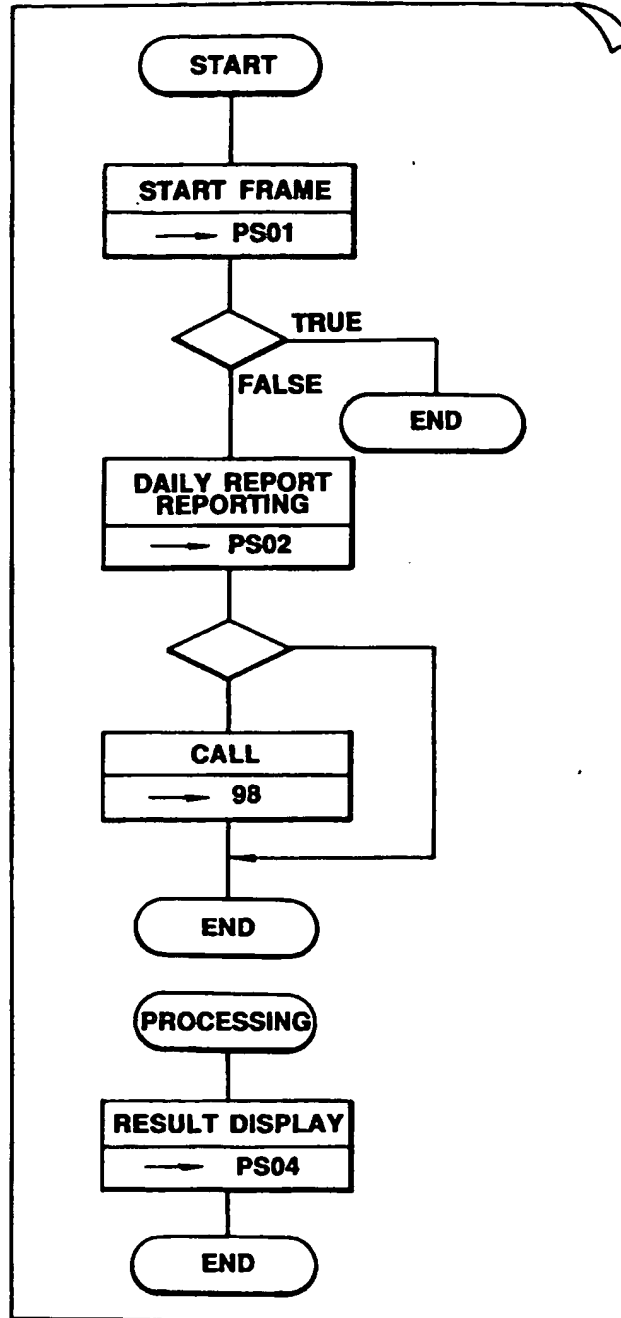 START
START FRAME
→ PS01
TRUE
FALSE
END
DAILY REPORT
REPORTING
→ PS02
CALL
→ 98
END
PROCESSING
RESULT DISPLAY
→ PS04
END